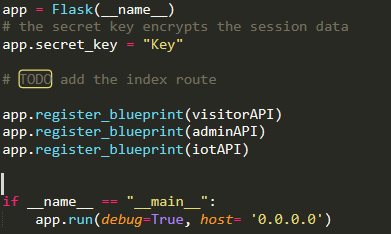 app = Flask(__name__)
# the secret key encrypts the session data
app.secret_key = "Key"
# TODO add the index route
app.register_blueprint(visitorAPI)
app.register_blueprint(adminAPI)
app.register_blueprint(iotAPI)
if __name__ == "__main__":
    app.run(debug=True, host= '0.0.0.0')